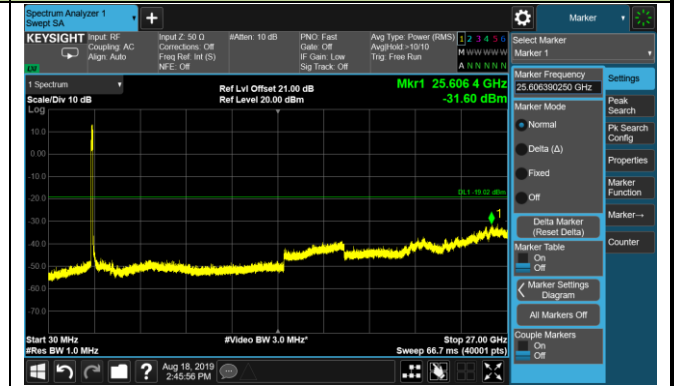 Spectrum Analyzer 1
Swept SA
+
Marker
KEYSIGHT
Input: RF
Coupling: AC
Align: Auto
Input Z: 50 Ω
Corrections: Off
Freq Ref: Int (S)
NFE: Off
#Atten: 10 dB
PNO: Fast
Gate: Off
IF Gain: Low
Sig Track: Off
Avg Type: Power (RMS)
Avg|Hold:>10/10
Trig: Free Run
1 2 3 4 5 6
M W W W W W
A N N N N N
Select Marker
Marker 1
1 Spectrum
Scale/Div 10 dB
Log
Ref Lvl Offset 21.00 dB
Ref Level 20.00 dBm
Mkr1 25.606 4 GHz
-31.60 dBm
10.0
0.00
-10.0
-20.0
-30.0
-40.0
-50.0
-60.0
-70.0
DL1 -19.02 dBm
1
Start 30 MHz
#Res BW 1.0 MHz
#Video BW 3.0 MHz*
Stop 27.00 GHz
Sweep 66.7 ms (40001 pts)
Marker Frequency
25.606390250 GHz
Marker Mode
Normal
Delta (Δ)
Fixed
Off
Delta Marker
(Reset Delta)
Marker Table
On
Off
Marker Settings
Diagram
All Markers Off
Couple Markers
On
Off
Settings
Peak
Search
Pk Search
Config
Properties
Marker
Function
Marker→
Counter
?
Aug 18, 2019
2:45:56 PM